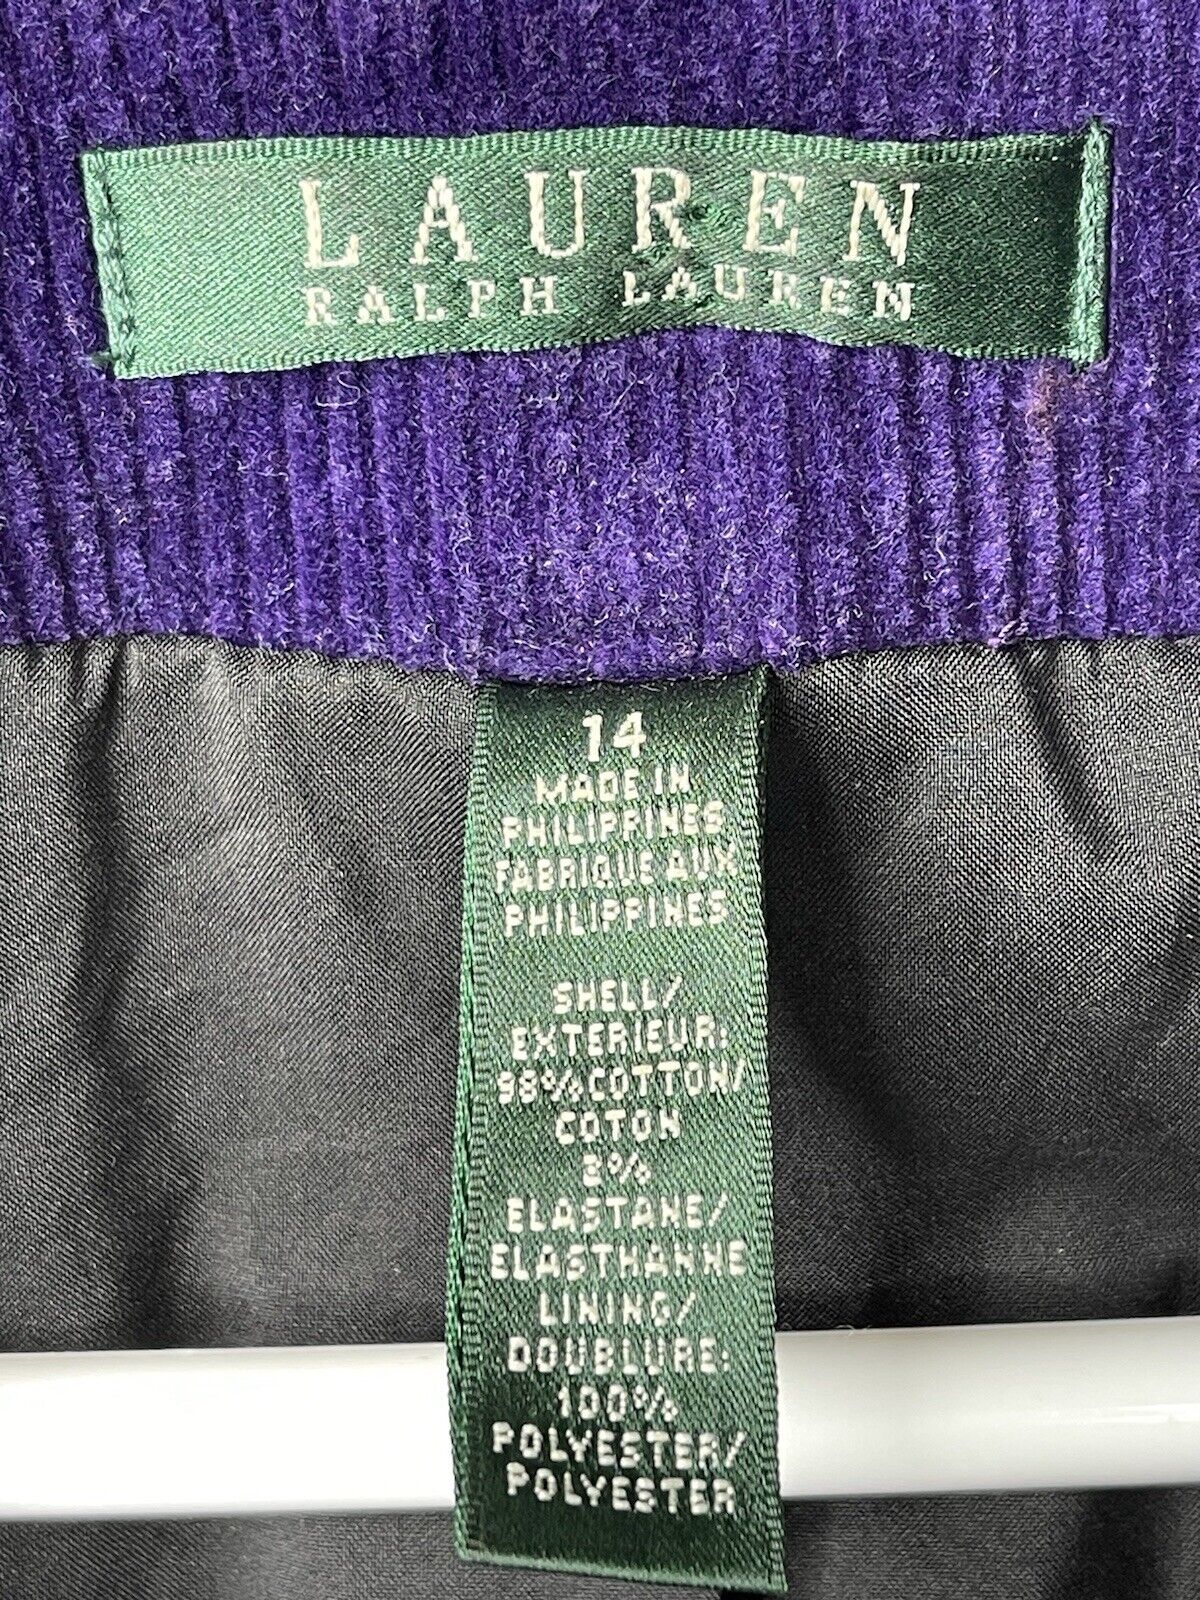 LAUREN
RALPH LAUREN
14
MADE IN
PHILIPPINES
FABRIQUE AUX
PHILIPPINES
SHELL/
EXTERIEUR:
98% COTTON/
COTON
2%
ELASTANE/
ELASTHANNE
LINING/
DOUBLURE:
100%
POLYESTER/
POLYESTER